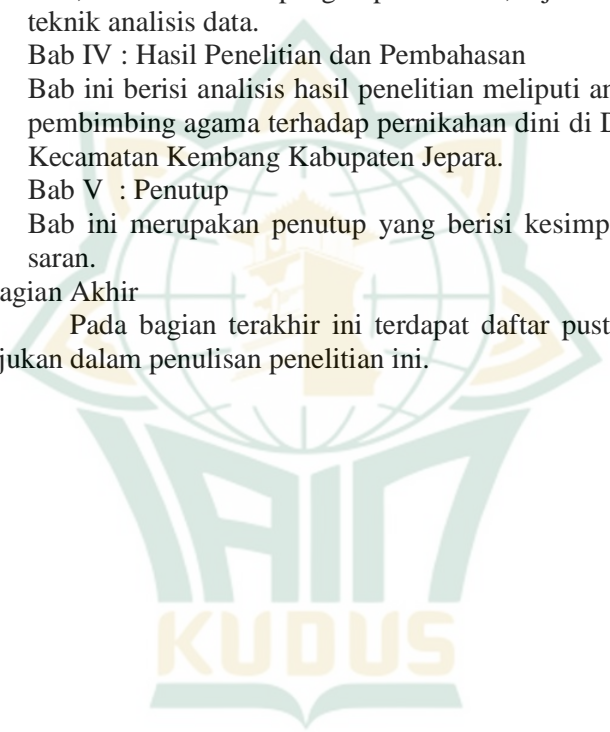 teknik analisis data.
Bab IV : Hasil Penelitian dan Pembahasan
Bab ini berisi analisis hasil penelitian meliputi
pembimbing agama terhadap pernikahan dini di
Kecamatan Kembang Kabupaten Jepara.
Bab V : Penutup
Bab ini merupakan penutup yang berisi
saran.
Akhir
Pada bagian terakhir ini terdapat daftar
dalam penulisan penelitian ini.
IAIN
KUDUS